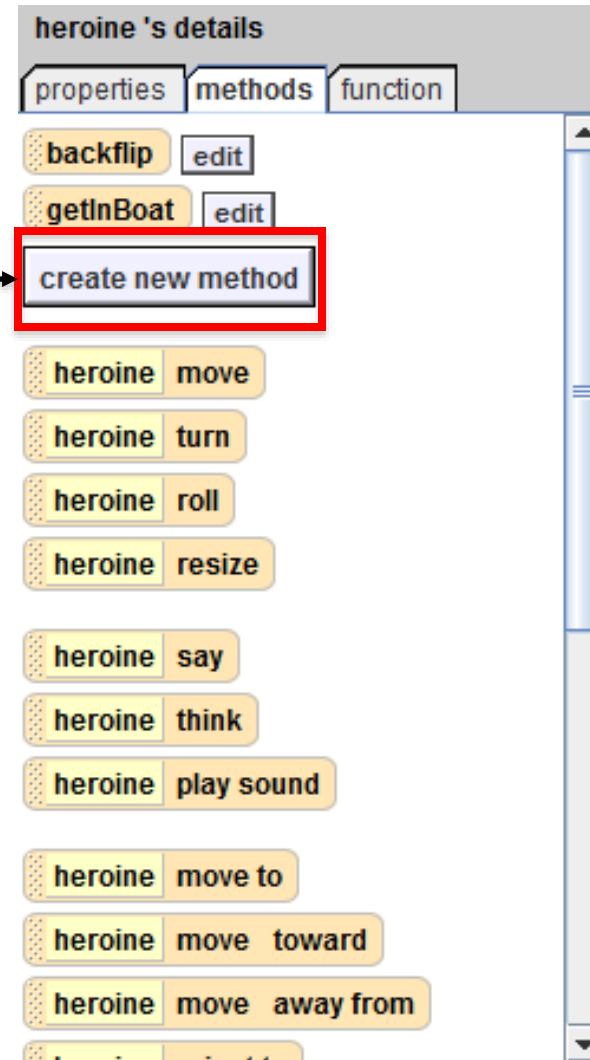 heroine 's details
properties methods function
backflip edit
getInBoat edit
create new method
heroine move
heroine turn
heroine roll
heroine resize
heroine say
heroine think
heroine play sound
heroine move to
heroine move toward
heroine move away from